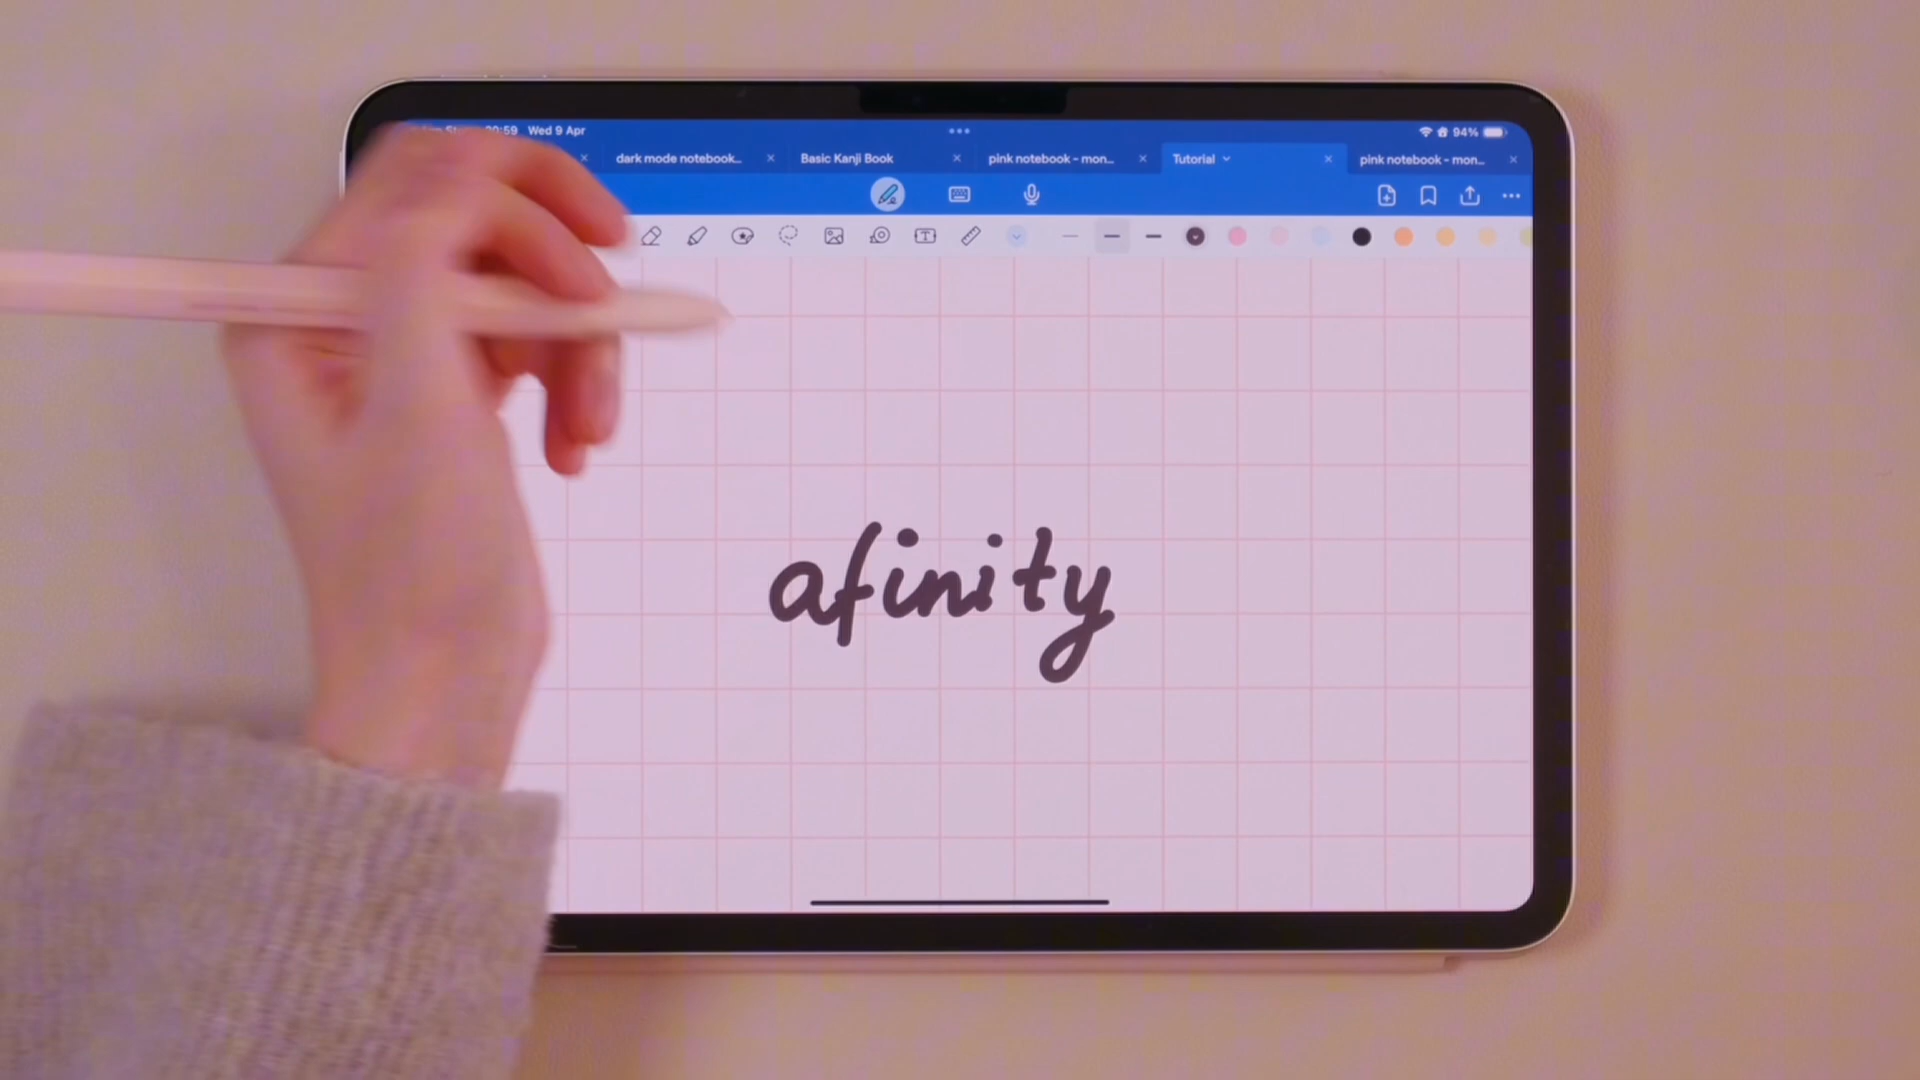 20:59 Wed 9 Apr 94%
dark mode notebook... Basic Kanji Book pink notebook - mon... Tutorial pink notebook - mon...
afinity